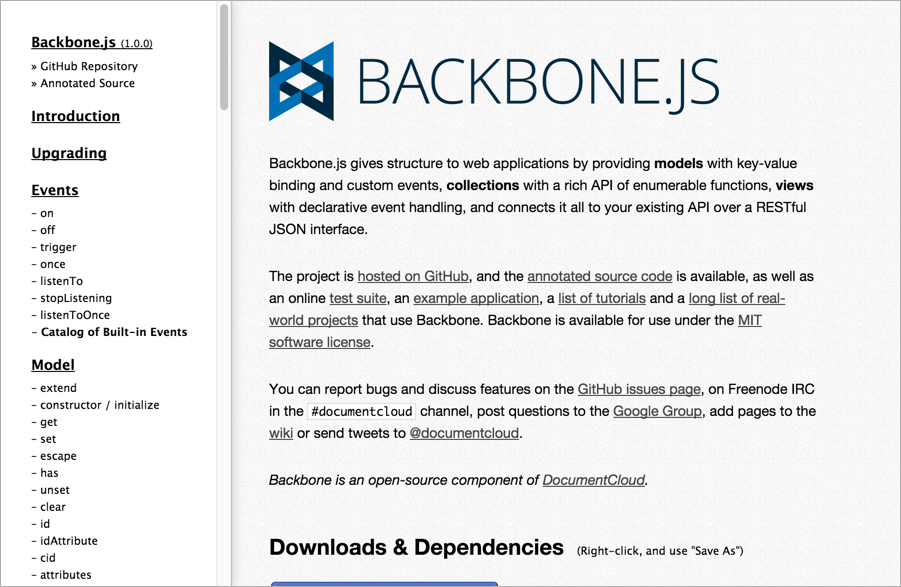 Backbone.js (1.0.0)
» GitHub Repository
» Annotated Source
Introduction
Upgrading
Events
- on
- off
- trigger
- once
- listenTo
- stopListening
- listenToOnce
- Catalog of Built-in Events
Model
- extend
- constructor / initialize
- get
- set
- escape
- has
- unset
- clear
- id
- idAttribute
- cid
- attributes
BACKBONE.JS
Backbone.js gives structure to web applications by providing models with key-value
binding and custom events, collections with a rich API of enumerable functions, views
with declarative event handling, and connects it all to your existing API over a RESTful
JSON interface.
The project is hosted on GitHub, and the annotated source code is available, as well as
an online test suite, an example application, a list of tutorials and a long list of real-
world projects that use Backbone. Backbone is available for use under the MIT
software license.
You can report bugs and discuss features on the GitHub issues page, on Freenode IRC
in the #documentcloud channel, post questions to the Google Group, add pages to the
wiki or send tweets to @documentcloud.
Backbone is an open-source component of DocumentCloud.
Downloads & Dependencies (Right-click, and use "Save As")